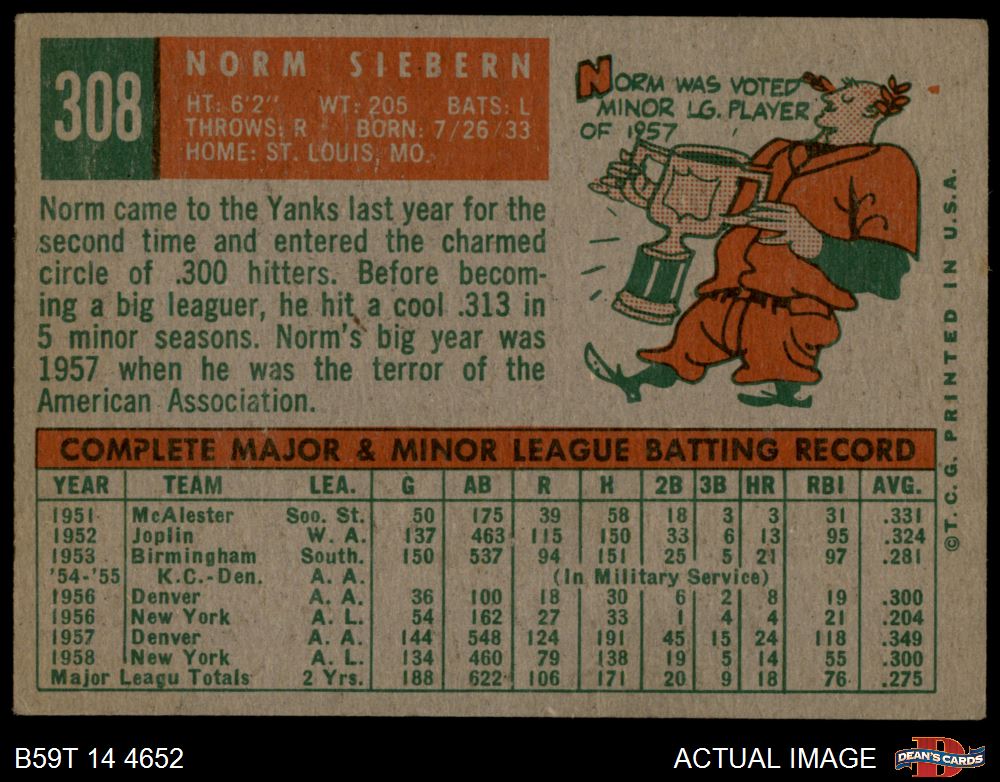 308
NORM SIEBERN
HT: 6'2" WT: 205 BATS: L
THROWS: R BORN: 7/26/33
HOME: ST. LOUIS, MO.
NORM WAS VOTED
MINOR LG. PLAYER
OF 1957
Norm came to the Yanks last year for the
second time and entered the charmed
circle of .300 hitters. Before becom-
ing a big leaguer, he hit a cool .313 in
5 minor seasons. Norm's big year was
1957 when he was the terror of the
American Association.
COMPLETE MAJOR & MINOR LEAGUE BATTING RECORD
YEAR TEAM LEA. G AB R H 2B 3B HR RBI AVG.
1951 McAlester Soo. St. 50 175 39 58 18 3 3 31 .331
1952 Joplin W. A. 137 463 115 150 33 6 13 95 .324
1953 Birmingham South. 150 537 94 151 25 5 21 97 .281
'54-'55 K.C.-Den. A. A. (In Military Service)
1956 Denver A. A. 36 100 18 30 6 2 8 19 .300
1956 New York A. L. 54 162 27 33 1 4 4 21 .204
1957 Denver A. A. 144 548 124 191 45 15 24 118 .349
1958 New York A. L. 134 460 79 138 19 5 14 55 .300
Major Leagu Totals 2 Yrs. 188 622 106 171 20 9 18 76 .275
©T.C.G. PRINTED IN U.S.A.
B59T 14 4652
ACTUAL IMAGE
D
DEAN'S CARDS